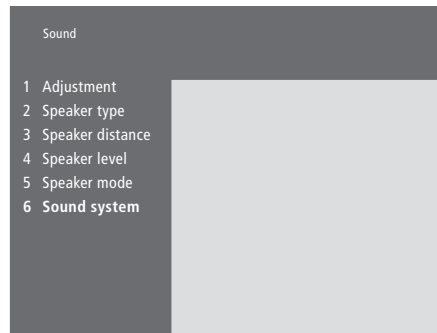 Sound
1 Adjustment
2 Speaker type
3 Speaker distance
4 Speaker level
5 Speaker mode
6 Sound system